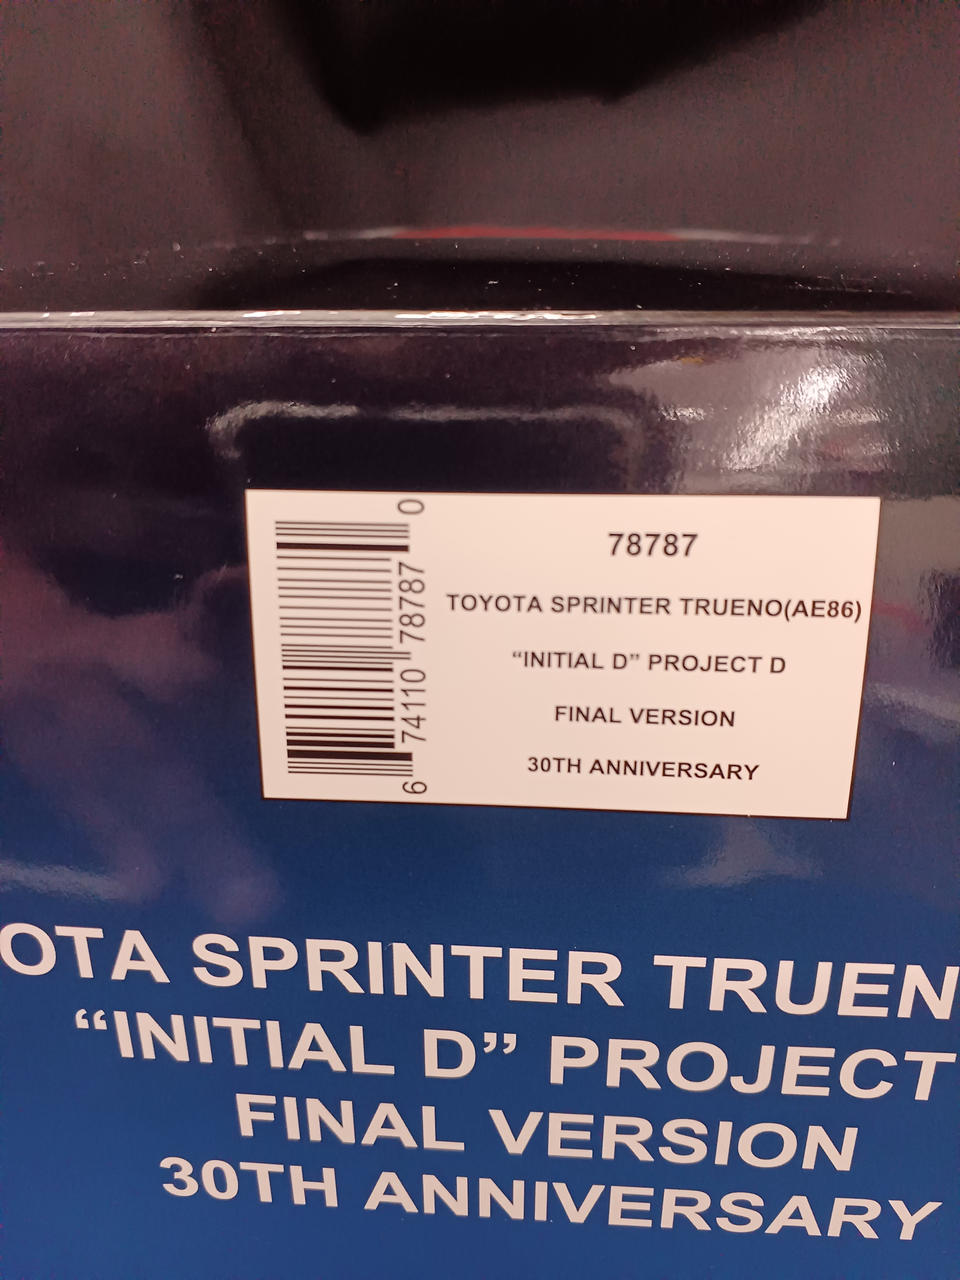 78787
TOYOTA SPRINTER TRUENO(AE86)
“INITIAL D” PROJECT D
FINAL VERSION
30TH ANNIVERSARY
6 74110 78787 0
OTA SPRINTER TRUEN
“INITIAL D” PROJECT
FINAL VERSION
30TH ANNIVERSARY